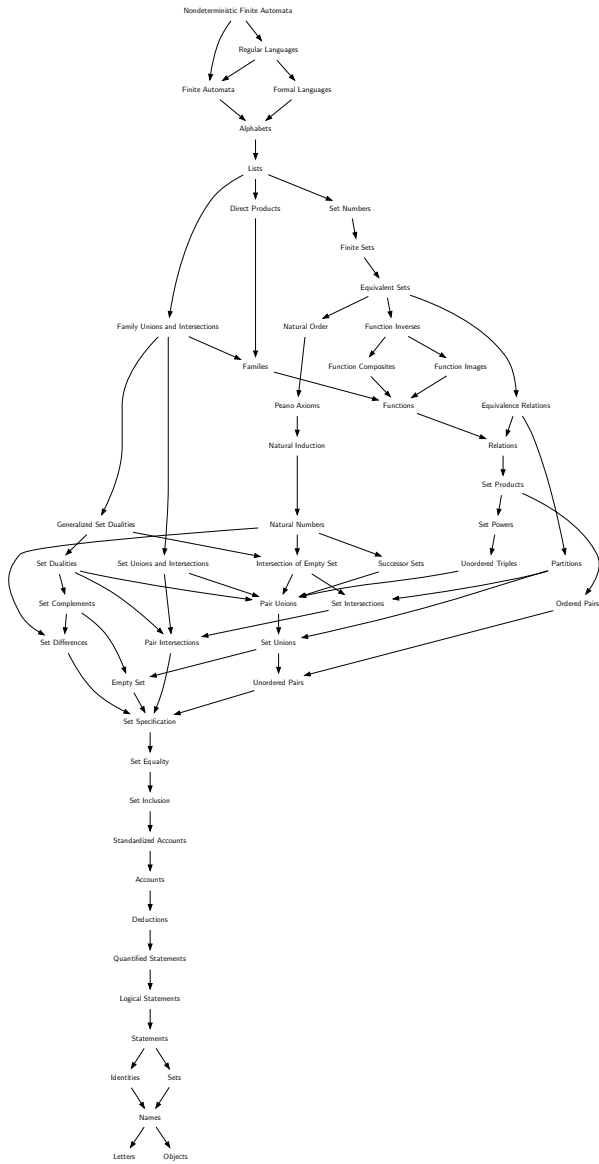 Nondeterministic Finite Automata
Regular Languages
Finite Automata
Formal Languages
Alphabets
Lists
Direct Products
Set Numbers
Finite Sets
Equivalent Sets
Family Unions and Intersections
Natural Order
Function Inverses
Families
Function Composites
Function Images
Peano Axioms
Functions
Equivalence Relations
Natural Induction
Relations
Set Products
Generalized Set Dualities
Natural Numbers
Set Powers
Set Dualities
Set Unions and Intersections
Intersection of Empty Set
Successor Sets
Unordered Triples
Partitions
Set Complements
Pair Unions
Set Intersections
Ordered Pairs
Set Differences
Pair Intersections
Set Unions
Empty Set
Unordered Pairs
Set Specification
Set Equality
Set Inclusion
Standardized Accounts
Accounts
Deductions
Quantified Statements
Logical Statements
Statements
Identities
Sets
Names
Letters
Objects